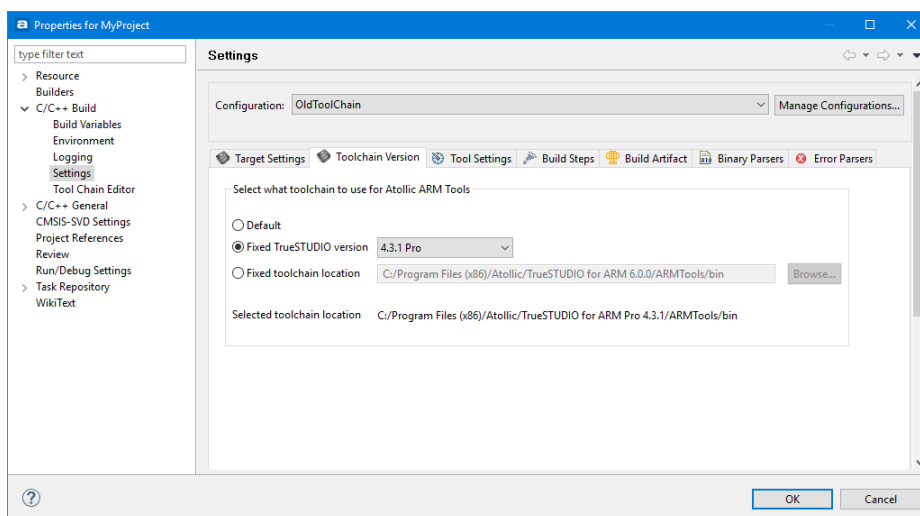 Properties for MyProject
type filter text
Settings
Resource
Builders
C/C++ Build
Build Variables
Environment
Logging
Settings
Tool Chain Editor
C/C++ General
CMSIS-SVD Settings
Project References
Review
Run/Debug Settings
Task Repository
WikiText
Configuration: OldToolChain Manage Configurations...
Target Settings Toolchain Version Tool Settings Build Steps Build Artifact Binary Parsers Error Parsers
Select what toolchain to use for Atollic ARM Tools
Default
Fixed TrueSTUDIO version 4.3.1 Pro
Fixed toolchain location C:/Program Files (x86)/Atollic/TrueSTUDIO for ARM 6.0.0/ARMTools/bin Browse...
Selected toolchain location C:/Program Files (x86)/Atollic/TrueSTUDIO for ARM Pro 4.3.1/ARMTools/bin
OK Cancel